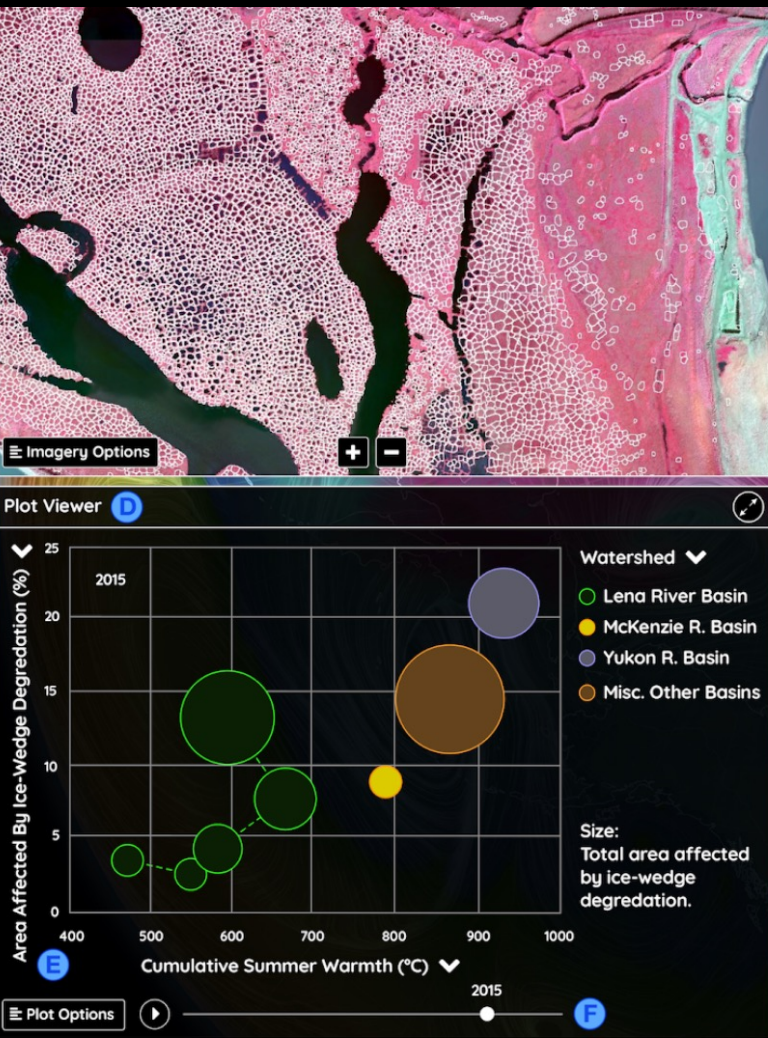 Imagery Options
+
−
Plot Viewer
D
Area Affected By Ice-Wedge Degredation (%)
25
20
15
10
5
0
2015
400 500 600 700 800 900 1000
E
Cumulative Summer Warmth (°C)
Watershed
Lena River Basin
McKenzie R. Basin
Yukon R. Basin
Misc. Other Basins
Size:
Total area affected
by ice-wedge
degredation.
2015
Plot Options
F